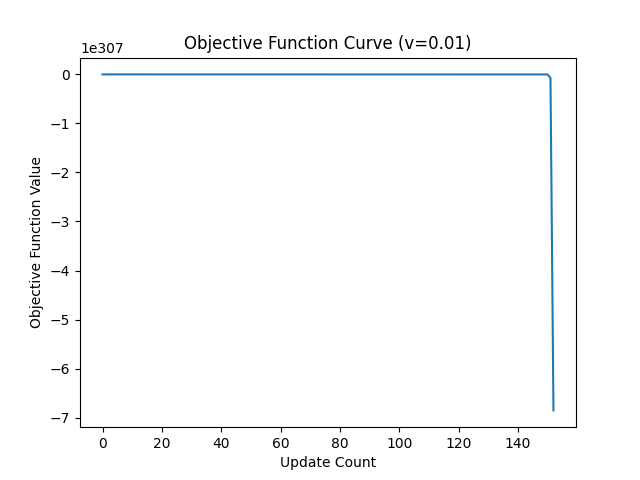 Objective Function Curve (v=0.01)
1e307
0
−1
−2
−3
−4
−5
−6
−7
Objective Function Value
0 20 40 60 80 100 120 140
Update Count